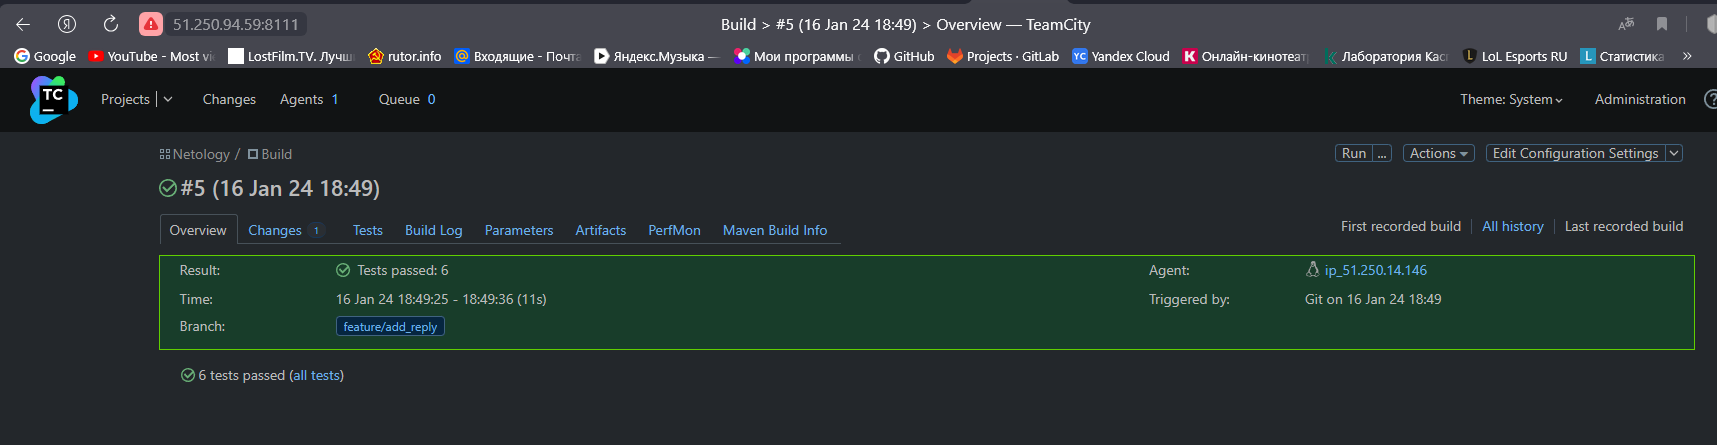 51.250.94.59:8111 Build > #5 (16 Jan 24 18:49) > Overview — TeamCity
Google YouTube - Most LostFilm.TV. Лучш rutor.info Входящие - Почта Яндекс.Музыка — Мои программы GitHub Projects · GitLab YC Yandex Cloud K Онлайн-кинотеат Лаборатория Кас L LoL Esports RU L Статистика »
TC Projects Changes Agents 1 Queue 0 Theme: System Administration ?
Netology / Build Run ... Actions Edit Configuration Settings
#5 (16 Jan 24 18:49)
Overview Changes 1 Tests Build Log Parameters Artifacts PerfMon Maven Build Info First recorded build All history Last recorded build
Result: Tests passed: 6 Agent: ip_51.250.14.146
Time: 16 Jan 24 18:49:25 - 18:49:36 (11s) Triggered by: Git on 16 Jan 24 18:49
Branch: feature/add_reply
6 tests passed (all tests)